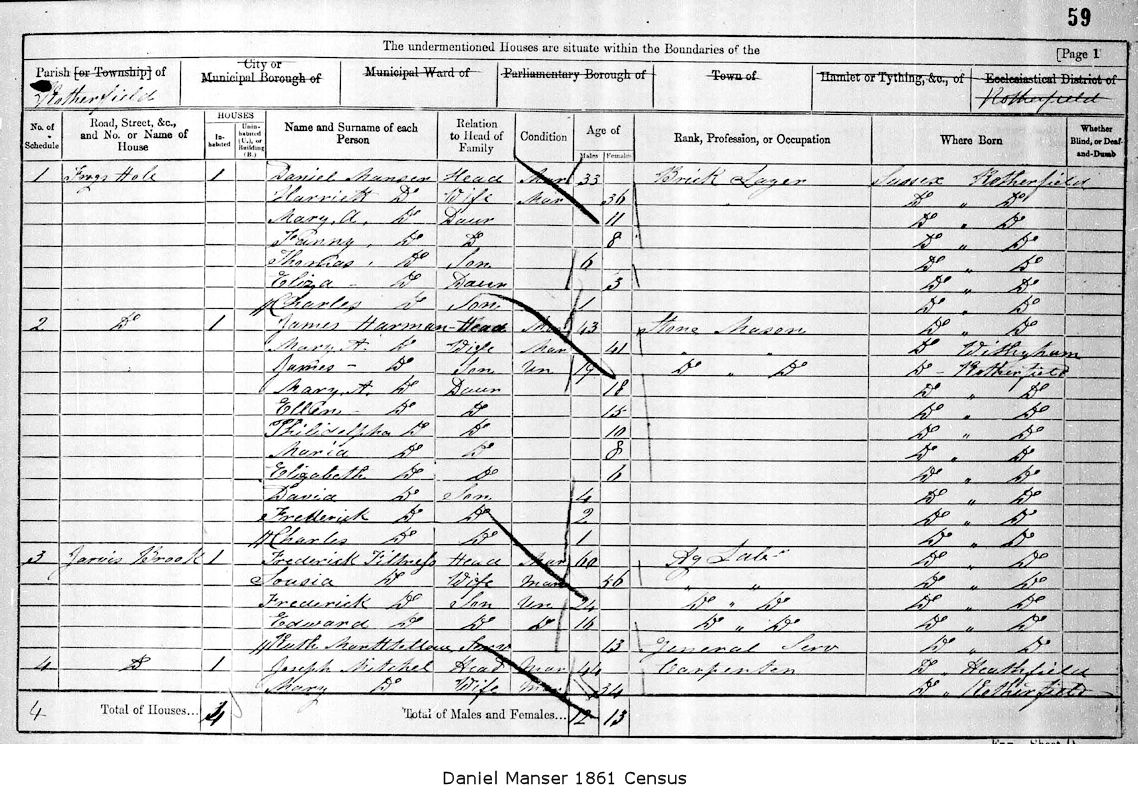 59
The undermentioned Houses are situate within the Boundaries of the
[Page 1
Parish [or Township] of
Rotherfield
City or
Municipal Borough of
Municipal Ward of
Parliamentary Borough of
Town of
Hamlet or Tything, &c., of
Ecclesiastical District of
Rotherfield
No. of Schedule
Road, Street, &c., and No. or Name of House
HOUSES
Inhabited
Uninhabited (U.), or Building (B.)
Name and Surname of each Person
Relation to Head of Family
Condition
Age of
Males Females
Rank, Profession, or Occupation
Where Born
Whether Blind, or Deaf-and-Dumb
1 Frogs Hole 1 Daniel Manser Head Mar 33 Brick Layer Sussex Rotherfield
Harriett Do Wife Mar 36 Do " Do
Mary, A, Do Daur 11 Do " Do
Fanny, Do Do 8 Do " Do
Thomas, Do Son 6 Do " Do
Eliza - Do Daur 3 Do " Do
Charles Do Son 1 Do " Do
2 Do 1 James Harman Head Mar 43 Stone Mason Do " Do
Mary A. Do Wife Mar 41 " " Do Withyham
James - Do Son Un 19 Do " Do Do - Rotherfield
Mary A. Do Daur 18 Do " Do
Ellen - Do Do 15 Do " Do
Philidelpha Do Do 10 Do " Do
Maria Do Do 8 Do " Do
Elizabeth Do Do 6 Do " Do
David Do Son 4 Do " Do
Frederick Do Do 2 Do " Do
Charles Do Do 1 Do " Do
3 Jarvis Brook 1 Frederick Filtness Head Mar 60 Ag Lab Do " Do
Do Wife Mar 56 " " Do " Do
Frederick Do Son Un 24 Do " Do Do " Do
Edward Do Do Do 16 Do " Do Do " Do
Ruth Serv 13 General Serv Do " Do
4 Do 1 Joseph Mitchel Head Mar 44 Carpenter Do Heathfield
Mary Do Wife Mar 34 Do " Rotherfield
4 Total of Houses... 4 Total of Males and Females... 12 13
Daniel Manser 1861 Census